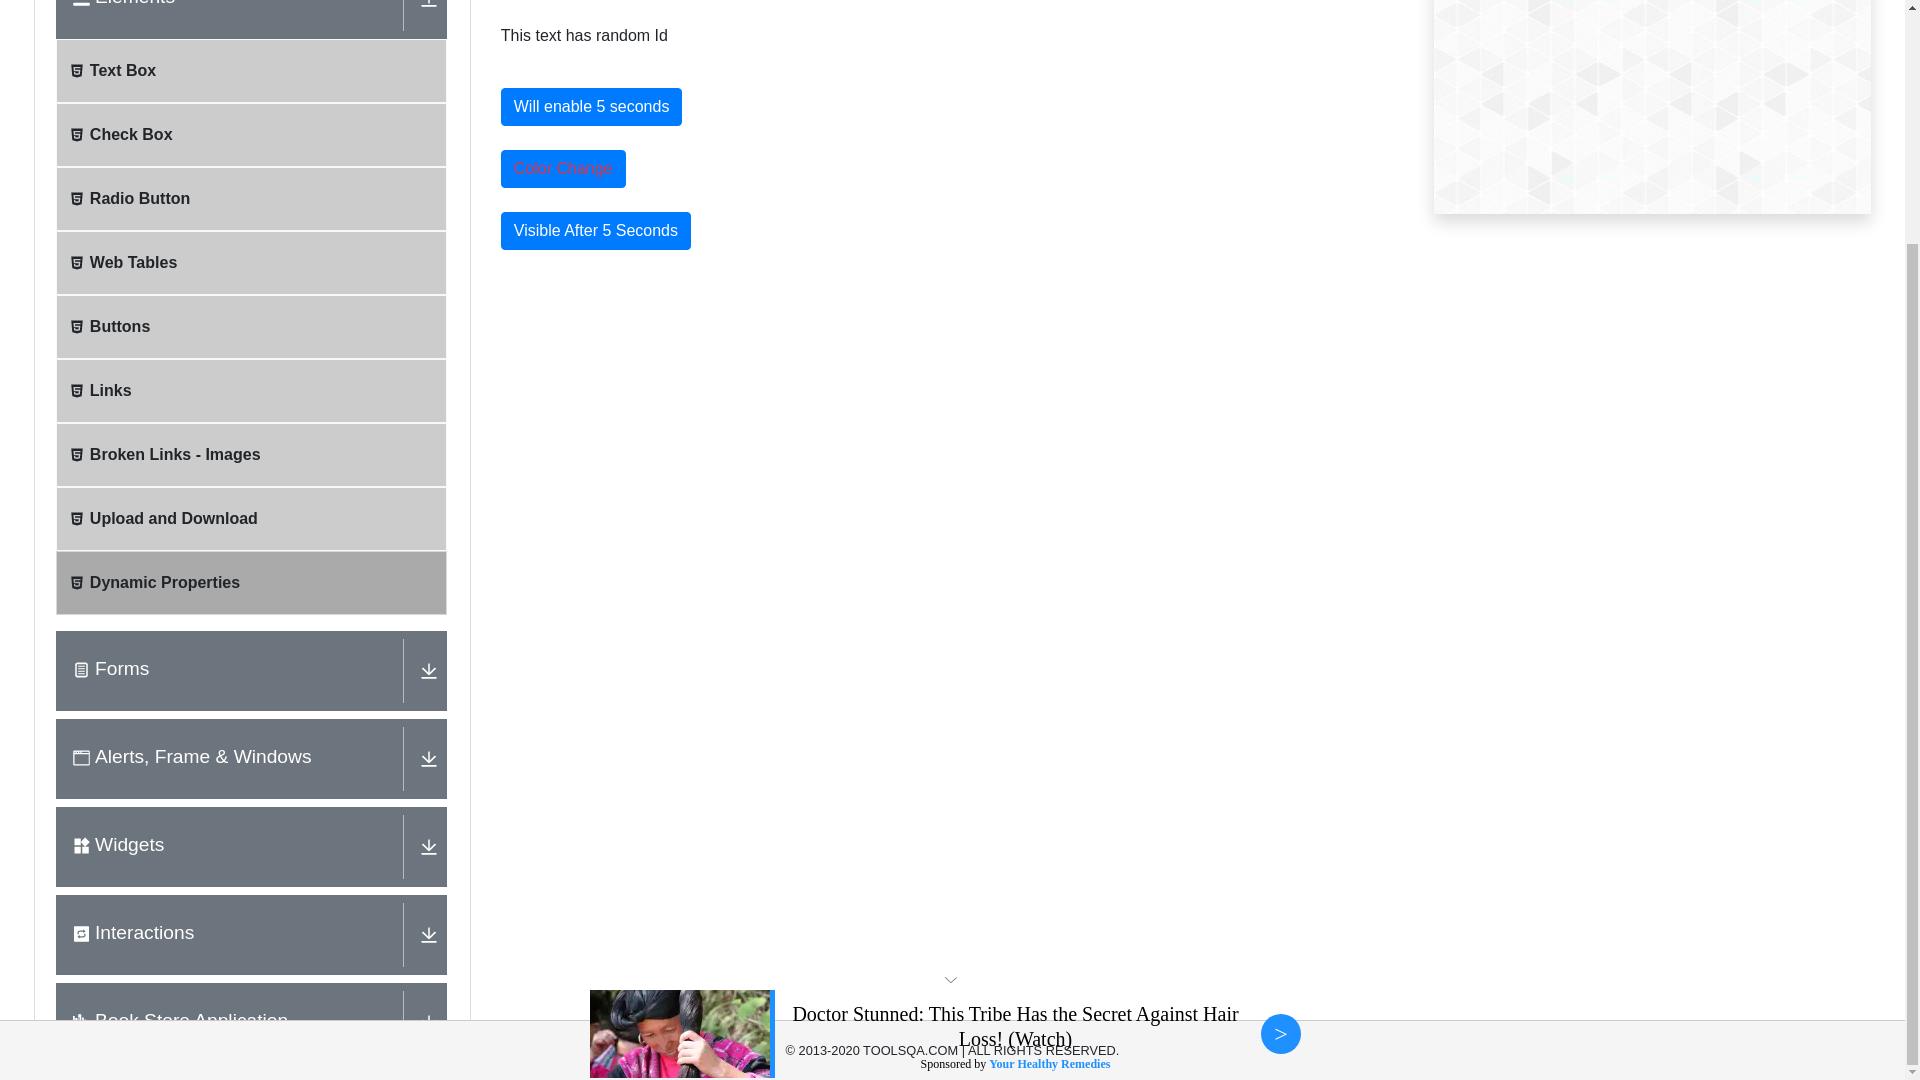 Elements
Text Box
Check Box
Radio Button
Web Tables
Buttons
Links
Broken Links - Images
Upload and Download
Dynamic Properties
Forms
Alerts, Frame & Windows
Widgets
Interactions
Book Store Application
This text has random Id
Will enable 5 seconds
Color Change
Visible After 5 Seconds
Doctor Stunned: This Tribe Has the Secret Against Hair
Loss! (Watch)
>
© 2013-2020 TOOLSQA.COM | ALL RIGHTS RESERVED.
Sponsored by Your Healthy Remedies